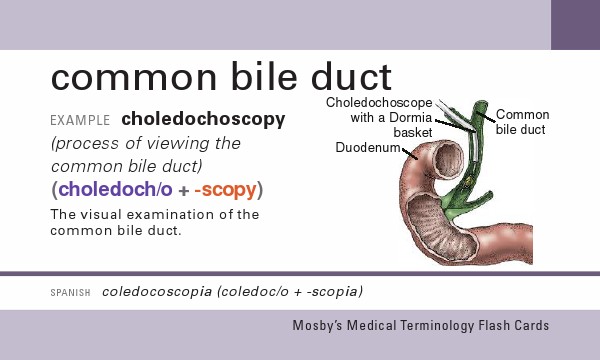 common bile duct
EXAMPLE choledochoscopy
(process of viewing the
common bile duct)
(choledoch/o + -scopy)
The visual examination of the
common bile duct.
Choledochoscope
with a Dormia
basket
Duodenum
Common
bile duct
SPANISH coledocoscopia (coledoc/o + -scopia)
Mosby's Medical Terminology Flash Cards